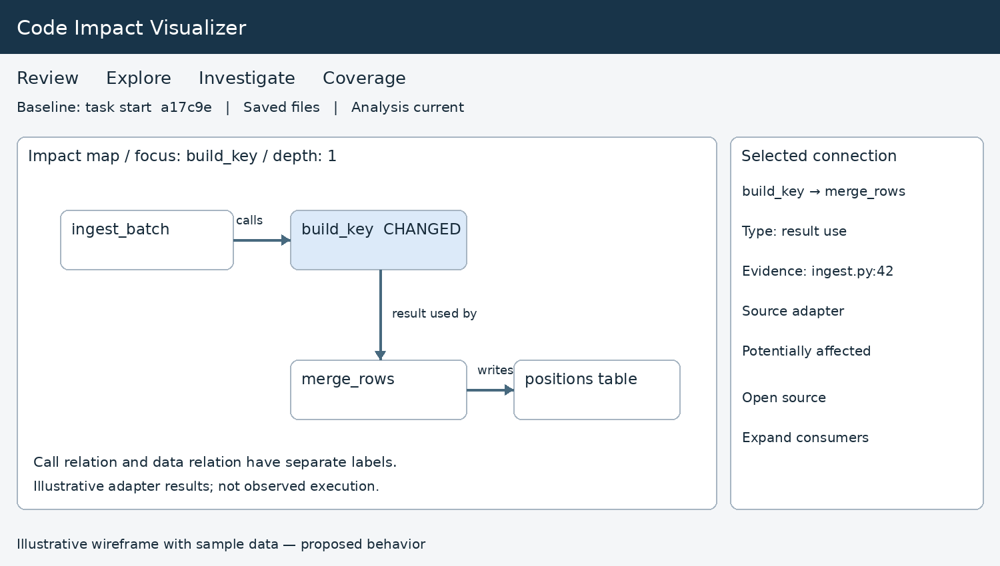 Code Impact Visualizer
Review Explore Investigate Coverage
Baseline: task start a17c9e | Saved files | Analysis current
Impact map / focus: build_key / depth: 1
ingest_batch
calls
build_key CHANGED
result used by
merge_rows
writes
positions table
Call relation and data relation have separate labels.
Illustrative adapter results; not observed execution.
Selected connection
build_key → merge_rows
Type: result use
Evidence: ingest.py:42
Source adapter
Potentially affected
Open source
Expand consumers
Illustrative wireframe with sample data — proposed behavior